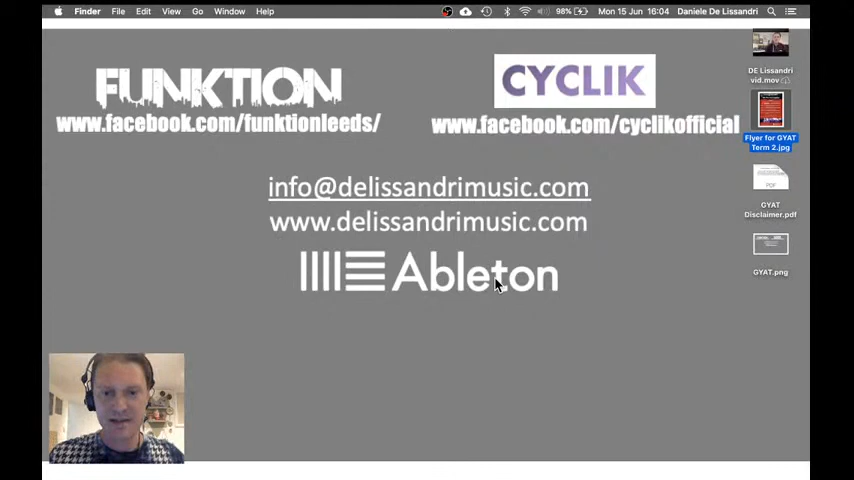 Finder File Edit View Go Window Help 98% Mon 15 Jun 16:04 Daniele De Lissandri
FUNKTION
www.facebook.com/funktionleeds/
CYCLIK
www.facebook.com/cyclikofficial
info@delissandrimusic.com
www.delissandrimusic.com
Ableton
DE Lissandri
vid.mov
Flyer for GYAT
Term 2.jpg
PDF
GYAT
Disclaimer.pdf
GYAT.png